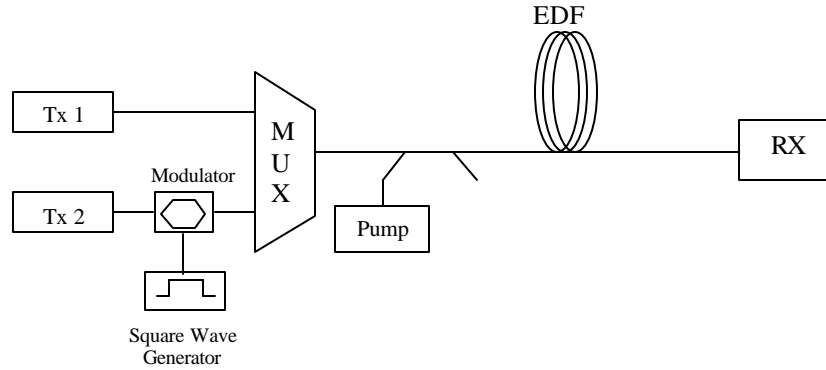 EDF
Tx 1
M
U
X
RX
Modulator
Tx 2
Pump
Square Wave
Generator